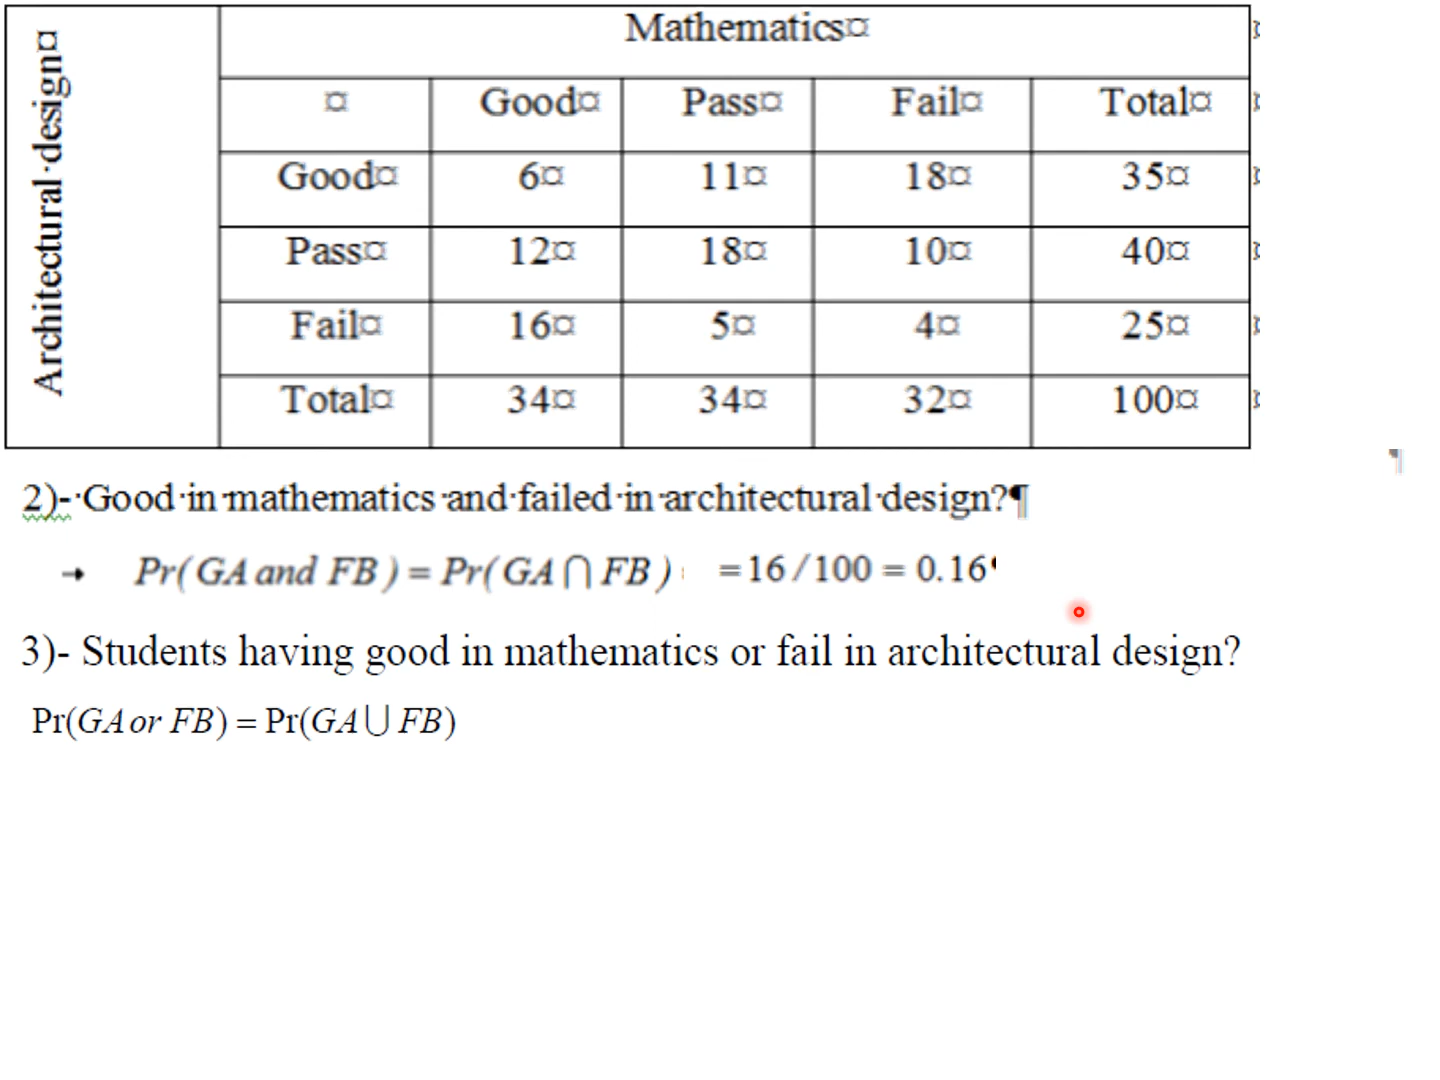 Architectural·design¤
Mathematics¤ ¤
¤ Good¤ Pass¤ Fail¤ Total¤ ¤
Good¤ 6¤ 11¤ 18¤ 35¤ ¤
Pass¤ 12¤ 18¤ 10¤ 40¤ ¤
Fail¤ 16¤ 5¤ 4¤ 25¤ ¤
Total¤ 34¤ 34¤ 32¤ 100¤ ¤
¶
2)-·Good·in·mathematics·and·failed·in·architectural·design?¶
→ Pr(GA and FB) = Pr(GA ⋂ FB) = 16/100 = 0.16
3)- Students having good in mathematics or fail in architectural design?
Pr(GA or FB) = Pr(GA ⋃ FB)